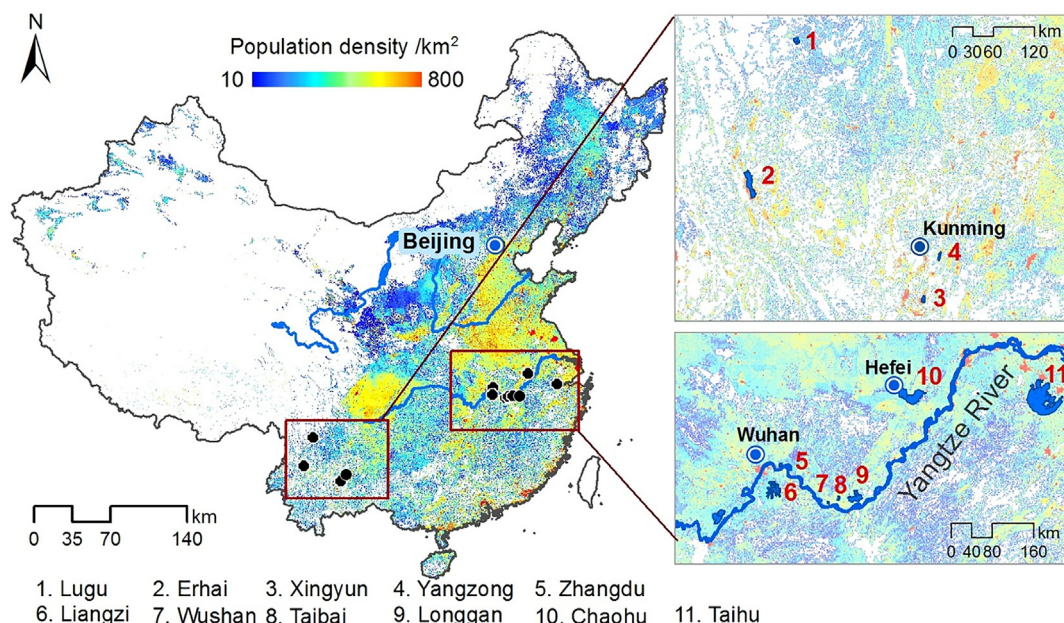 N
Population density /km²
10 800
Beijing
km
0 35 70 140
1
km
0 3060 120
2
Kunming
4
3
Hefei
10
11
Wuhan
Yangtze River
5
6
7
8
9
km
0 40 80 160
1. Lugu 2. Erhai 3. Xingyun 4. Yangzong 5. Zhangdu
6. Liangzi 7. Wushan 8. Taibai 9. Longgan 10. Chaohu 11. Taihu